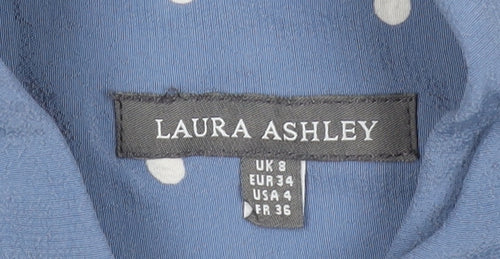 LAURA ASHLEY
UK 8
EUR 34
USA 4
FR 36